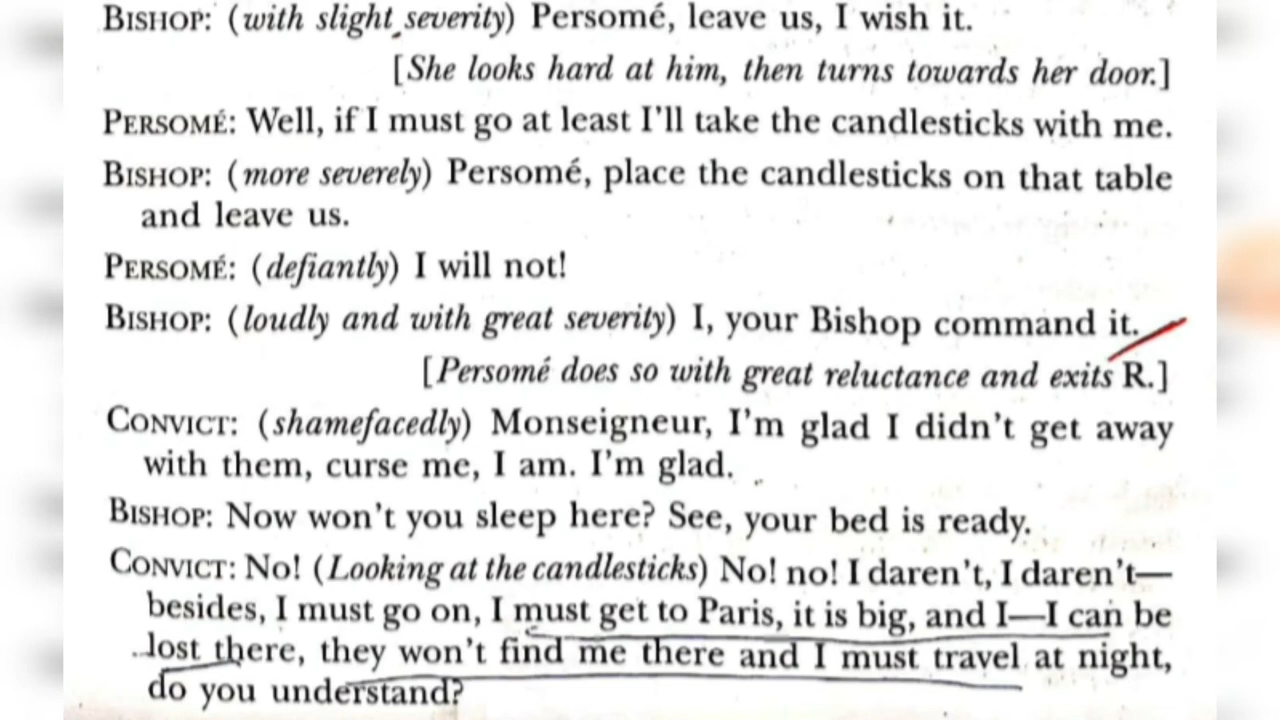 BISHOP: (with slight severity) Persomé, leave us, I wish it.
[She looks hard at him, then turns towards her door.]
PERSOMÉ: Well, if I must go at least I'll take the candlesticks with me.
BISHOP: (more severely) Persomé, place the candlesticks on that table
and leave us.
PERSOMÉ: (defiantly) I will not!
BISHOP: (loudly and with great severity) I, your Bishop command it.
[Persomé does so with great reluctance and exits R.]
CONVICT: (shamefacedly) Monseigneur, I'm glad I didn't get away
with them, curse me, I am. I'm glad.
BISHOP: Now won't you sleep here? See, your bed is ready.
CONVICT: No! (Looking at the candlesticks) No! no! I daren't, I daren't—
besides, I must go on, I must get to Paris, it is big, and I—I can be
lost there, they won't find me there and I must travel at night,
do you understand?